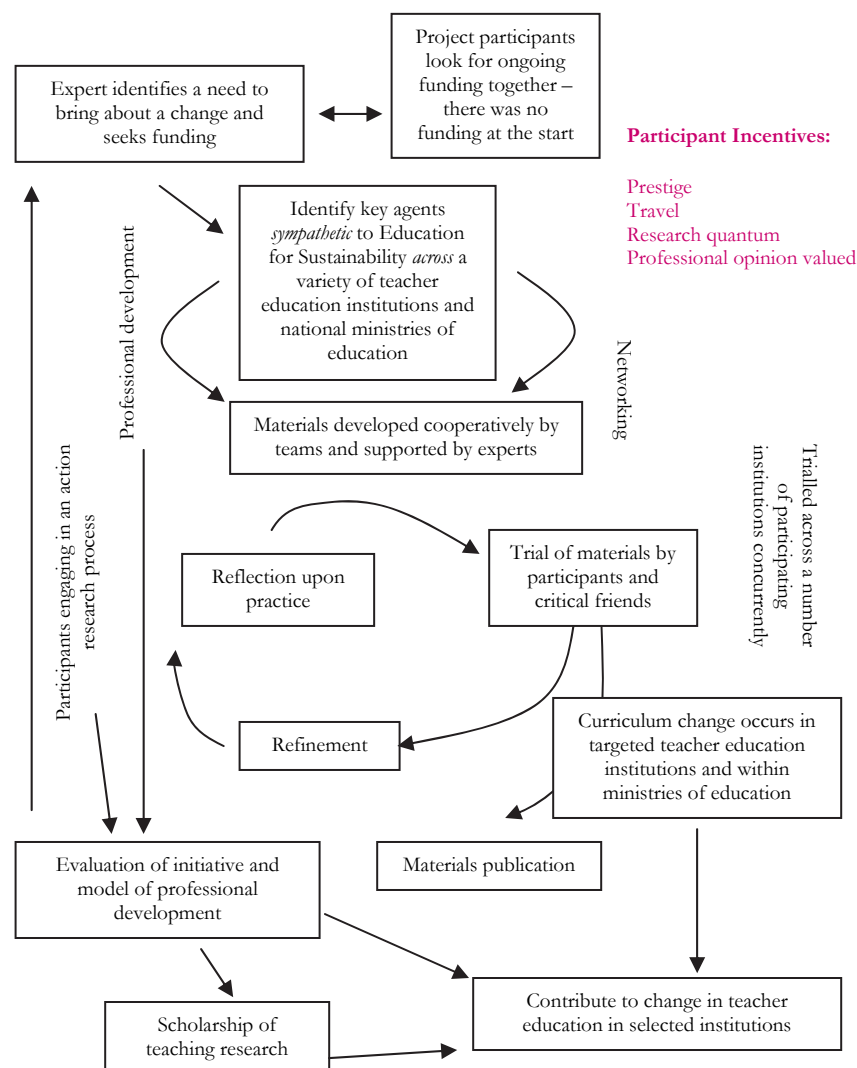 Project participants
look for ongoing
funding together –
there was no
funding at the start
Expert identifies a need to
bring about a change and
seeks funding
Participant Incentives:
Prestige
Travel
Research quantum
Professional opinion valued
Identify key agents
sympathetic to Education
for Sustainability across a
variety of teacher
education institutions and
national ministries of
education
Professional development
Networking
Materials developed cooperatively by
teams and supported by experts
Trialled across a number
of participating
institutions concurrently
Participants engaging in an action
research process
Reflection upon
practice
Trial of materials by
participants and
critical friends
Refinement
Curriculum change occurs in
targeted teacher education
institutions and within
ministries of education
Evaluation of initiative and
model of professional
development
Materials publication
Scholarship of
teaching research
Contribute to change in teacher
education in selected institutions